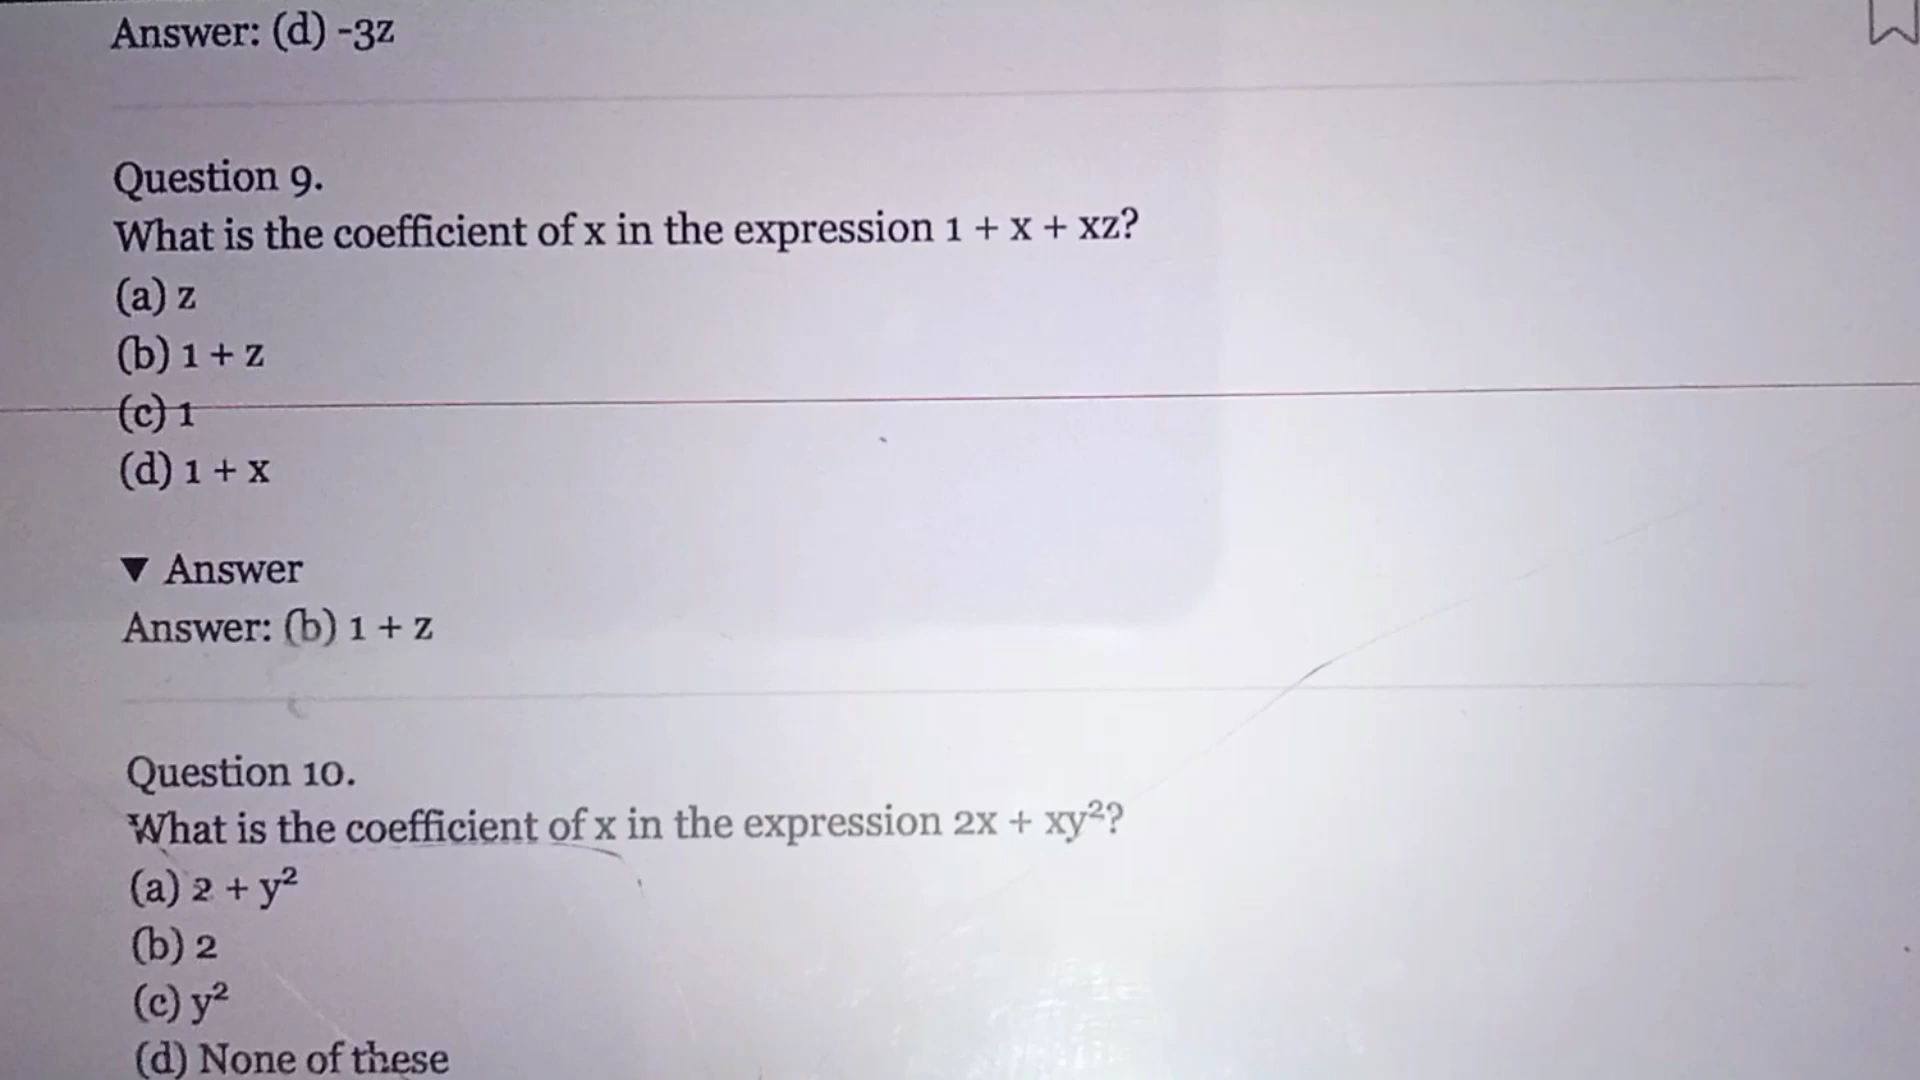 Answer: (d) -3z
Question 9.
What is the coefficient of x in the expression 1 + x + xz?
(a) z
(b) 1 + z
(c) 1
(d) 1 + x
▼ Answer
Answer: (b) 1 + z
Question 10.
What is the coefficient of x in the expression 2x + xy²?
(a) 2 + y²
(b) 2
(c) y²
(d) None of these